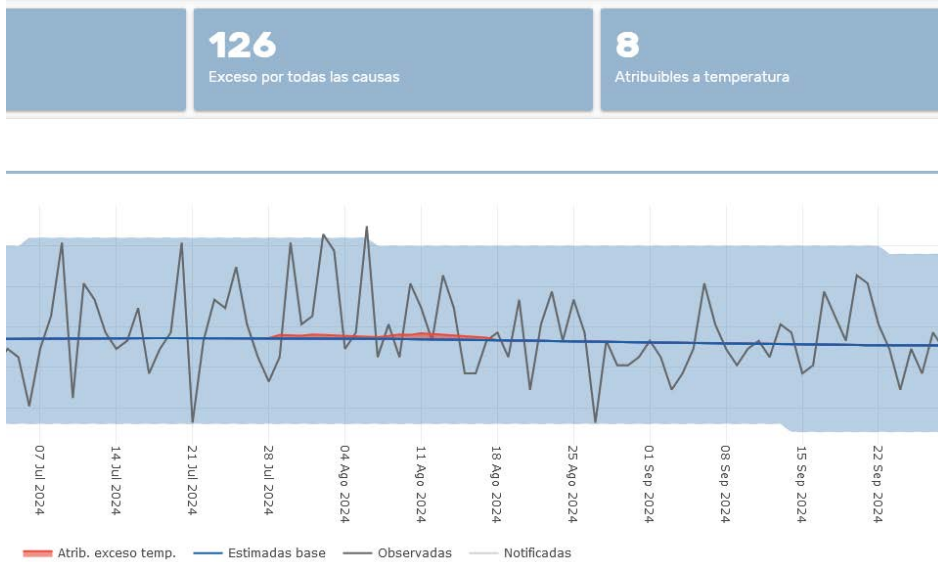 126
Exceso por todas las causas
8
Atribuibles a temperatura
07 Jul 2024
14 Jul 2024
21 Jul 2024
28 Jul 2024
04 Ago 2024
11 Ago 2024
18 Ago 2024
25 Ago 2024
01 Sep 2024
08 Sep 2024
15 Sep 2024
22 Sep 2024
Atrib. exceso temp.
Estimadas base
Observadas
Notificadas